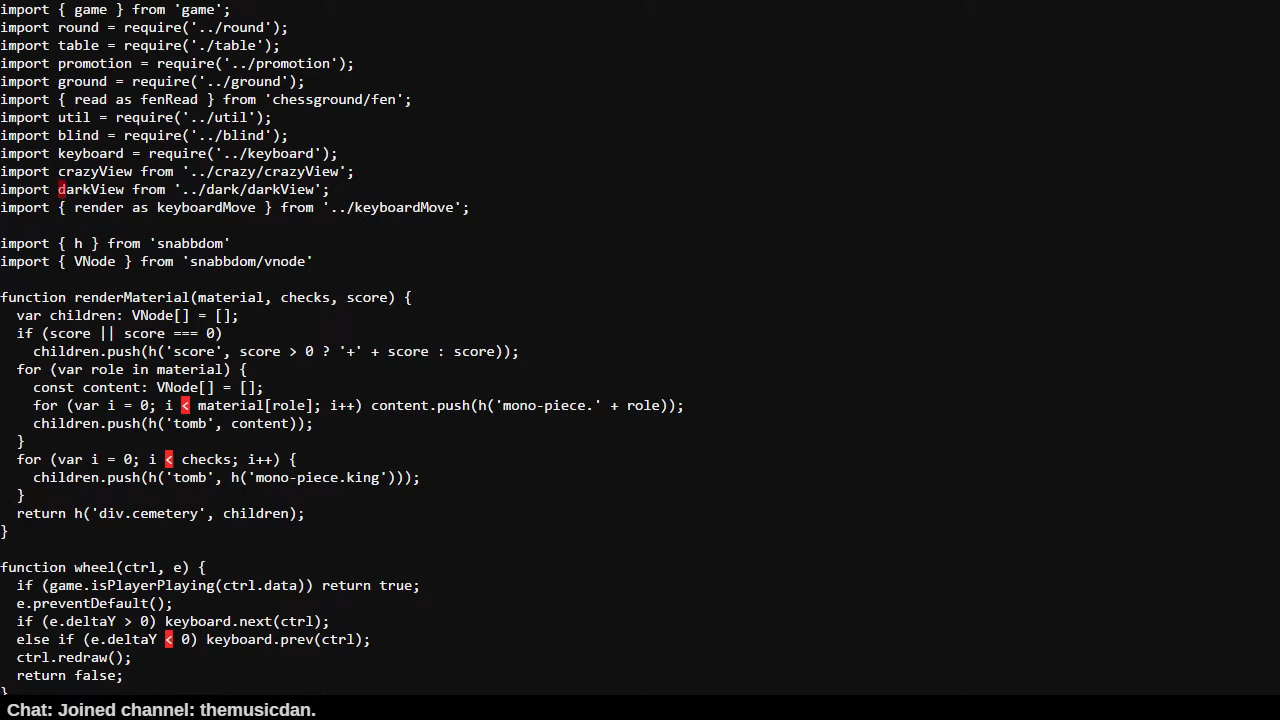 import { game } from 'game';
import round = require('../round');
import table = require('./table');
import promotion = require('../promotion');
import ground = require('../ground');
import { read as fenRead } from 'chessground/fen';
import util = require('../util');
import blind = require('../blind');
import keyboard = require('../keyboard');
import crazyView from '../crazy/crazyView';
import darkView from '../dark/darkView';
import { render as keyboardMove } from '../keyboardMove';

import { h } from 'snabbdom'
import { VNode } from 'snabbdom/vnode'

function renderMaterial(material, checks, score) {
  var children: VNode[] = [];
  if (score || score === 0)
    children.push(h('score', score > 0 ? '+' + score : score));
  for (var role in material) {
    const content: VNode[] = [];
    for (var i = 0; i < material[role]; i++) content.push(h('mono-piece.' + role));
    children.push(h('tomb', content));
  }
  for (var i = 0; i < checks; i++) {
    children.push(h('tomb', h('mono-piece.king')));
  }
  return h('div.cemetery', children);
}

function wheel(ctrl, e) {
  if (game.isPlayerPlaying(ctrl.data)) return true;
  e.preventDefault();
  if (e.deltaY > 0) keyboard.next(ctrl);
  else if (e.deltaY < 0) keyboard.prev(ctrl);
  ctrl.redraw();
  return false;
}
Chat: Joined channel: themusicdan.